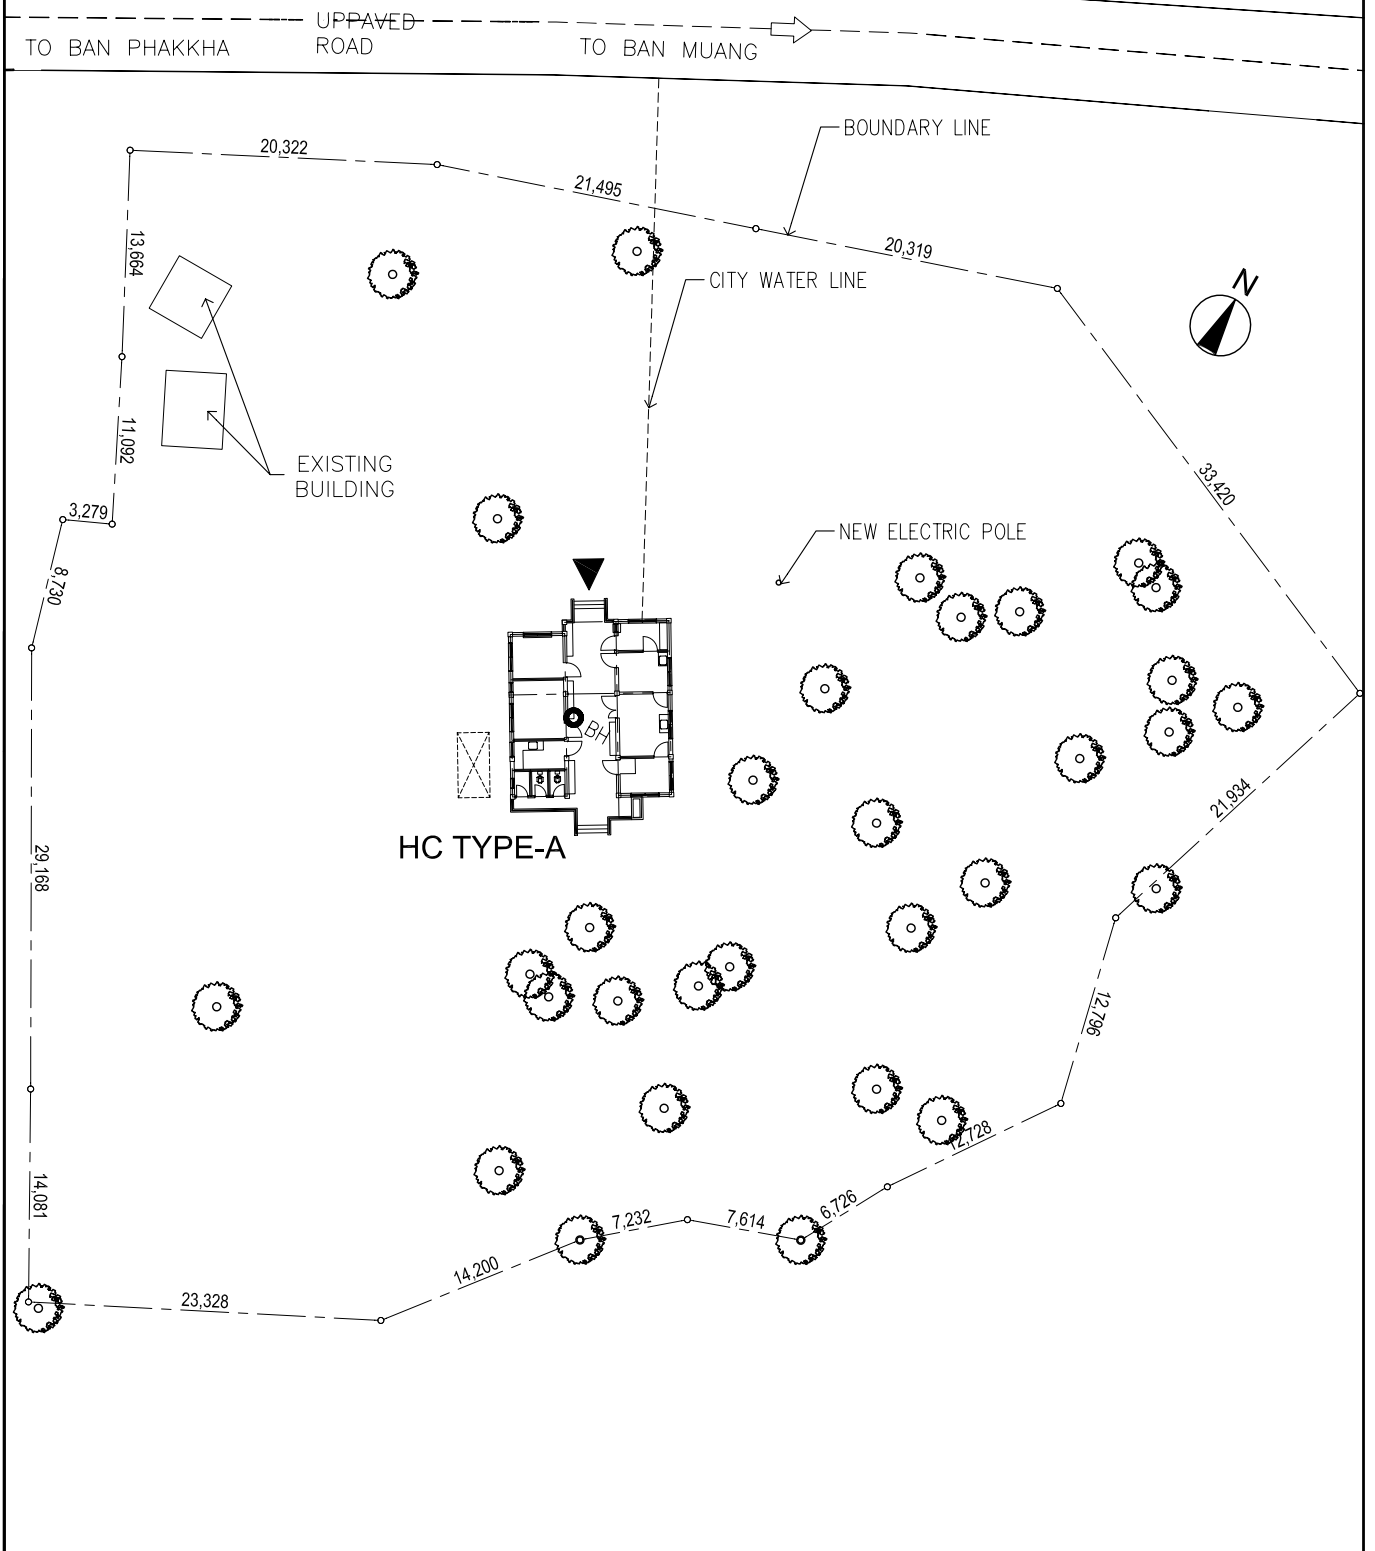 UPPAVED
ROAD
TO BAN PHAKKHA
TO BAN MUANG
BOUNDARY LINE
20,322
21,495
20,319
13,664
CITY WATER LINE
N
11,092
EXISTING
BUILDING
33,420
3,279
NEW ELECTRIC POLE
8,730
BH
21,934
HC TYPE-A
29,168
12,796
12,728
14,081
7,232
7,614
6,726
14,200
23,328